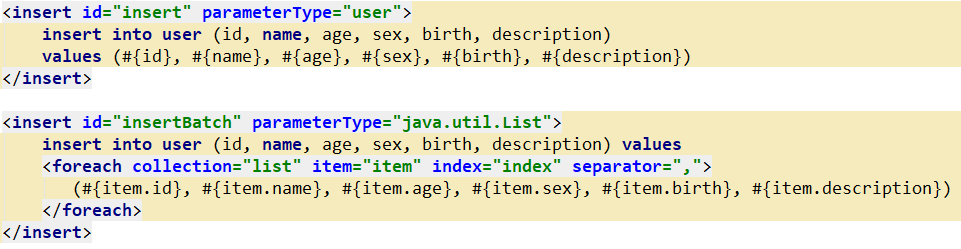 <insert id="insert" parameterType="user">
    insert into user (id, name, age, sex, birth, description)
    values (#{id}, #{name}, #{age}, #{sex}, #{birth}, #{description})
</insert>

<insert id="insertBatch" parameterType="java.util.List">
    insert into user (id, name, age, sex, birth, description) values
    <foreach collection="list" item="item" index="index" separator=",">
       (#{item.id}, #{item.name}, #{item.age}, #{item.sex}, #{item.birth}, #{item.description})
    </foreach>
</insert>